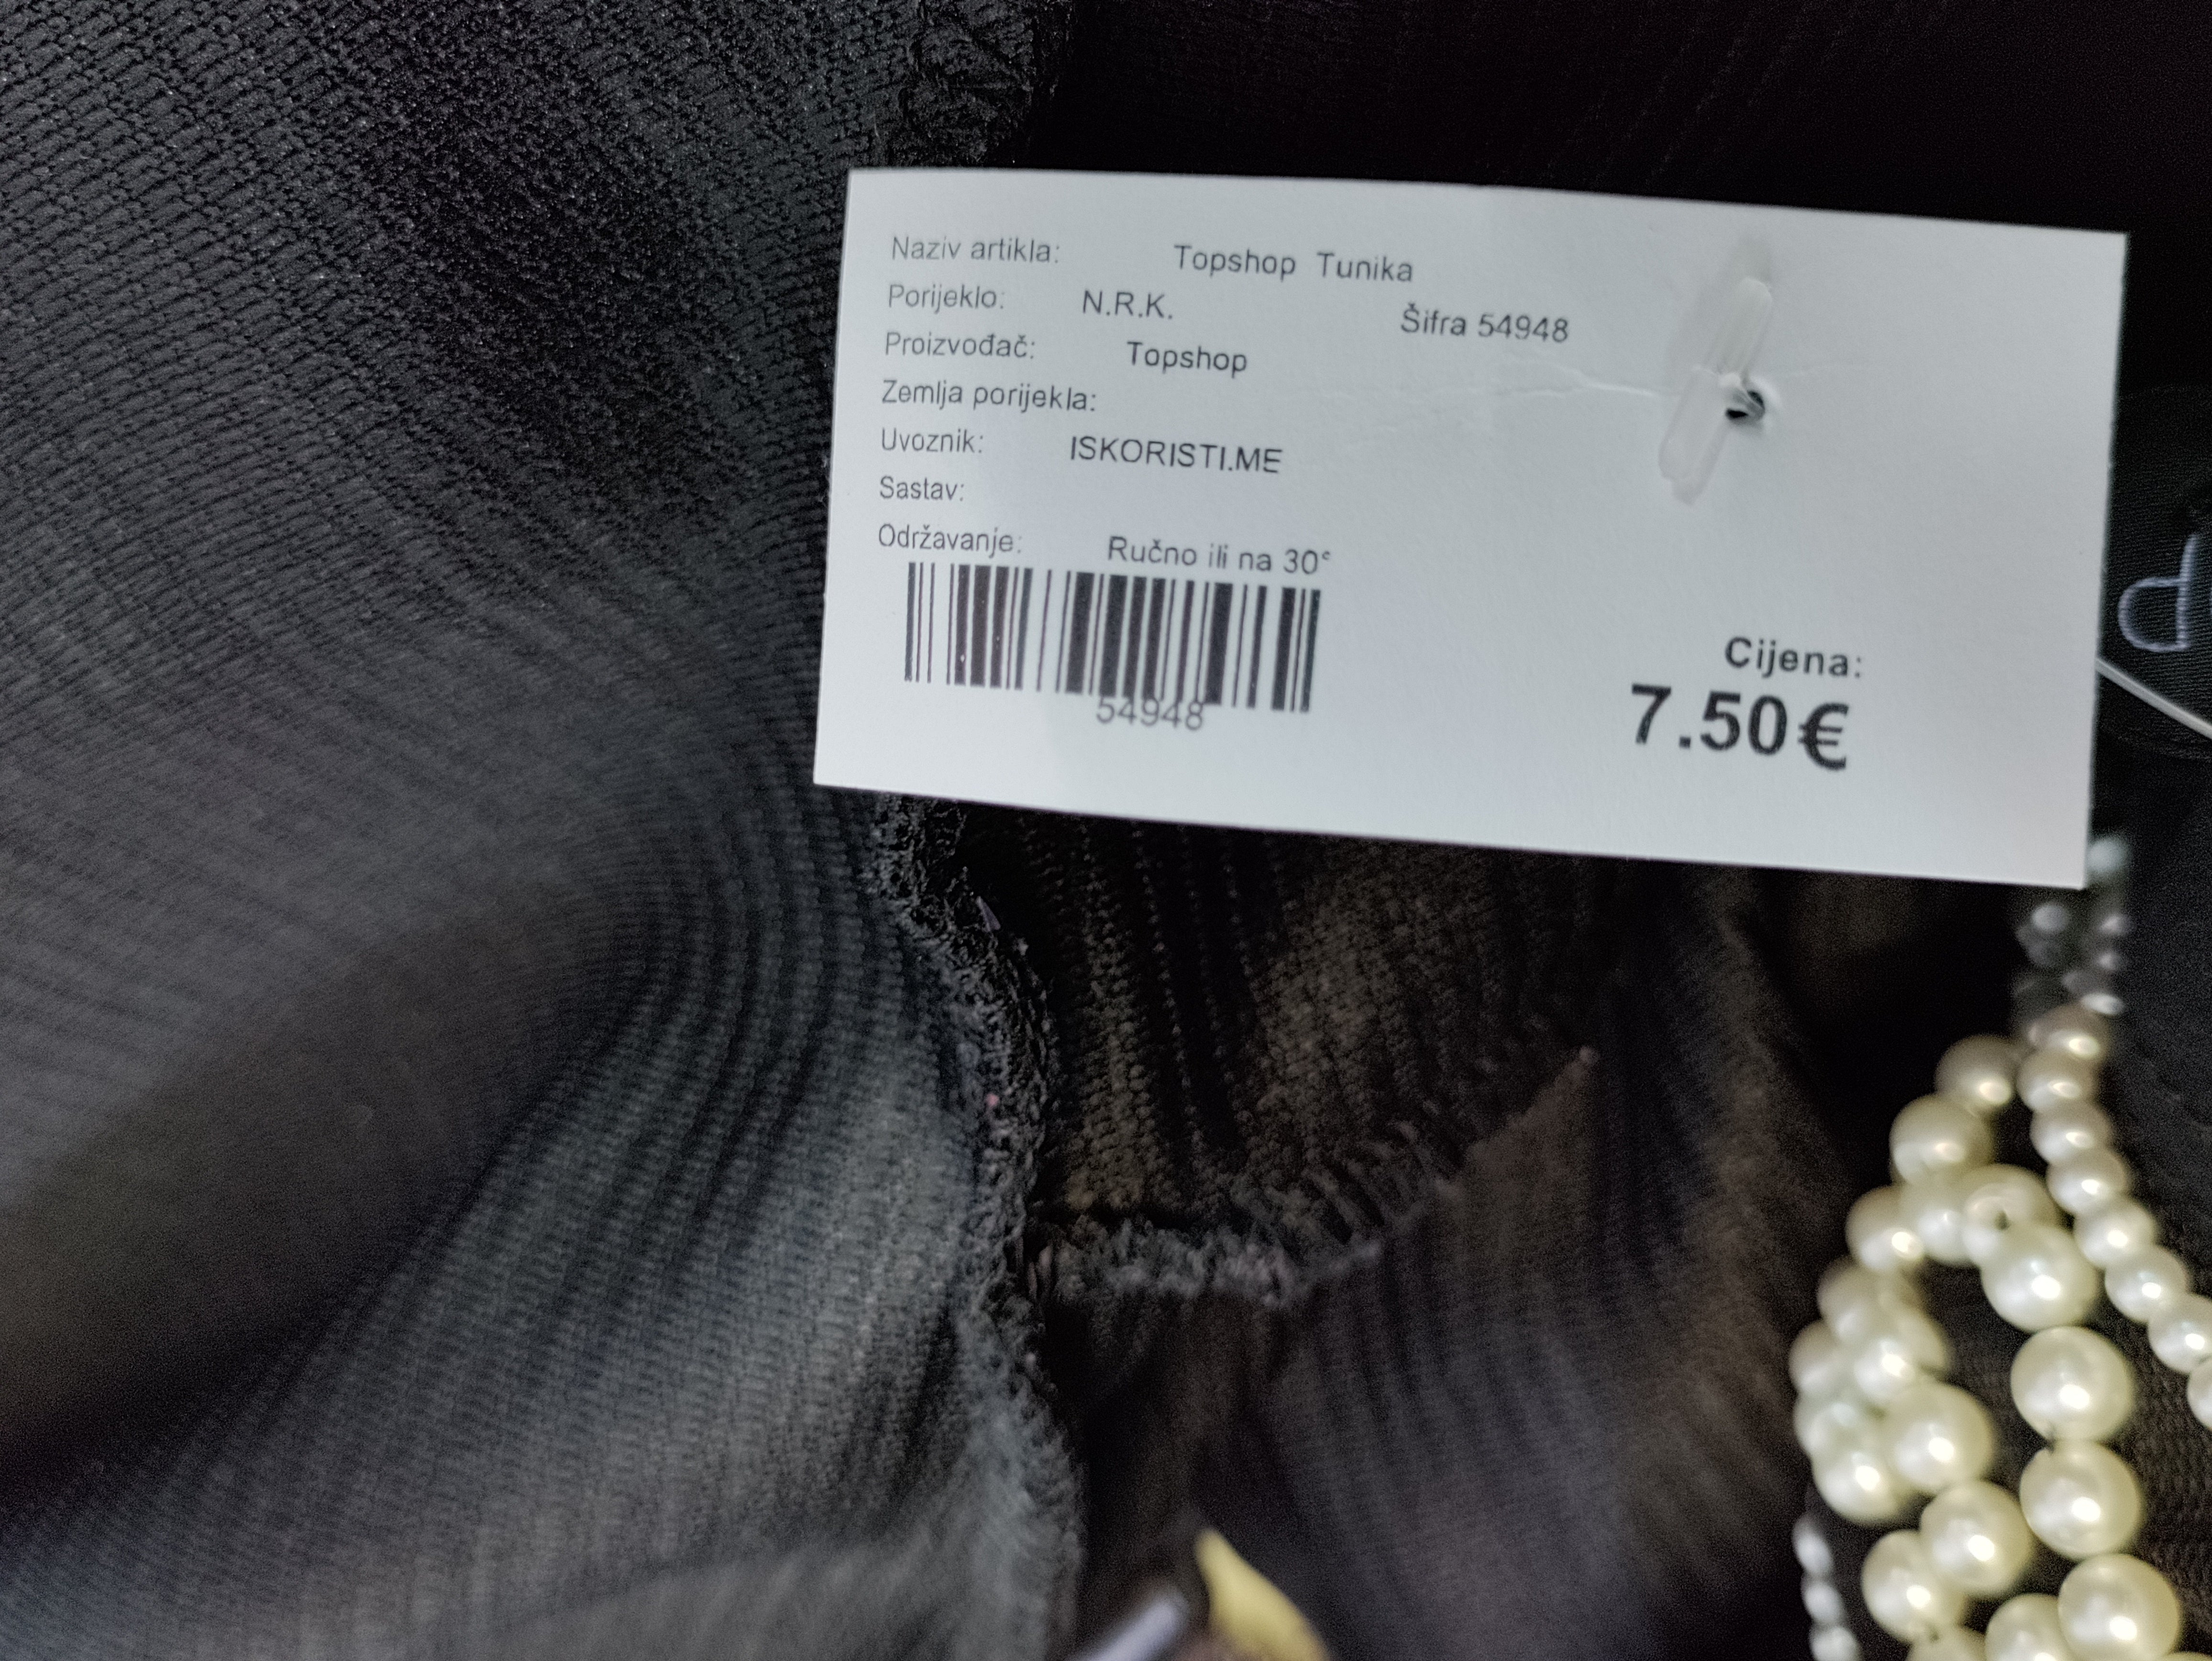 Naziv artikla: Topshop Tunika
Porijeklo: N.R.K. Šifra 54948
Proizvođač: Topshop
Zemlja porijekla:
Uvoznik: ISKORISTI.ME
Sastav:
Održavanje: Ručno ili na 30°
54948
Cijena:
7.50€